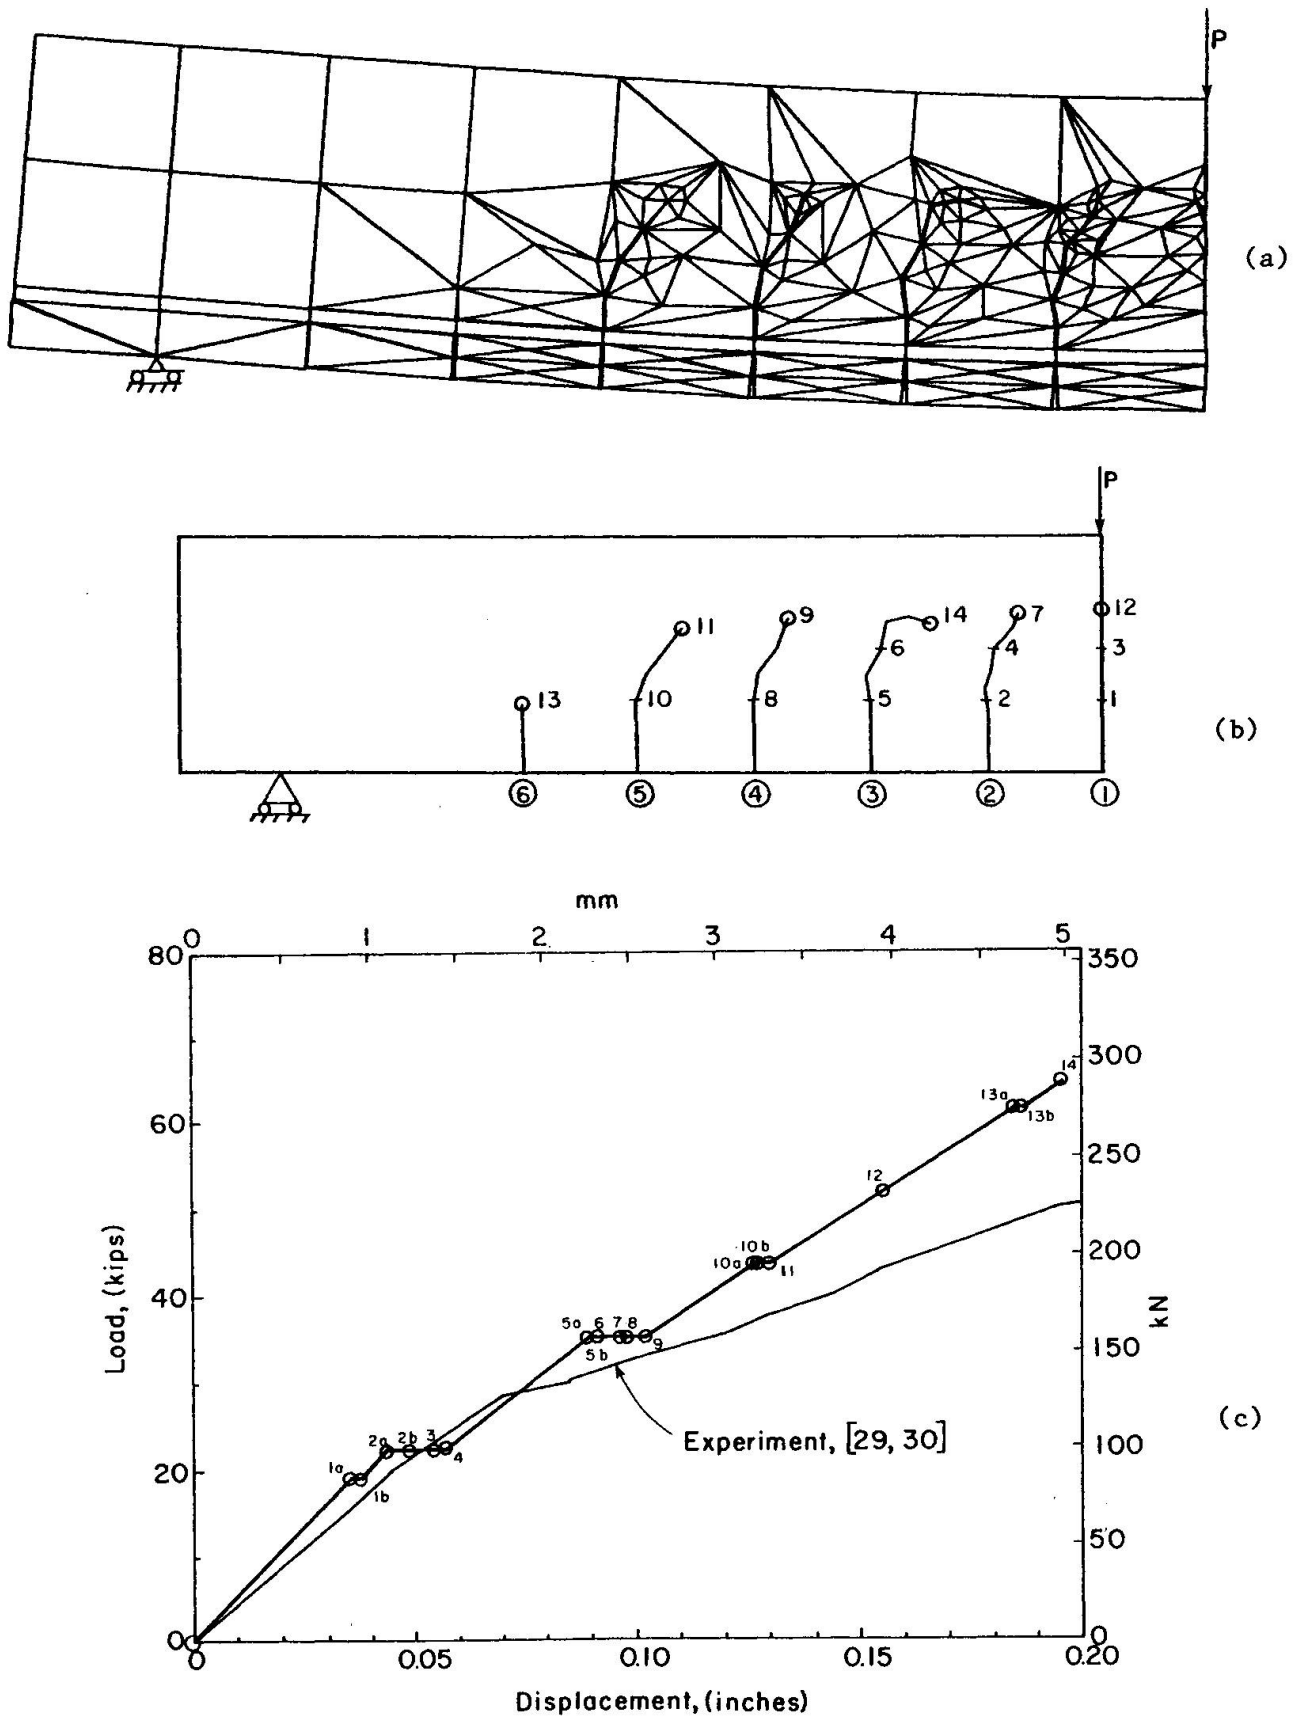 P
(a)
P
12
11
9
14
7
6
4
3
13
10
8
5
2
1
(b)
6
5
4
3
2
1
mm
0
1
2
3
4
5
80
350
14
300
13a
13b
60
250
12
10b
200
10a
11
40
kN
5a
6
7
8
9
150
5b
Load, (kips)
Experiment, [29, 30]
(c)
2a
2b
3
4
100
1a
20
1b
50
0
0
0
0.05
0.10
0.15
0.20
Displacement, (inches)